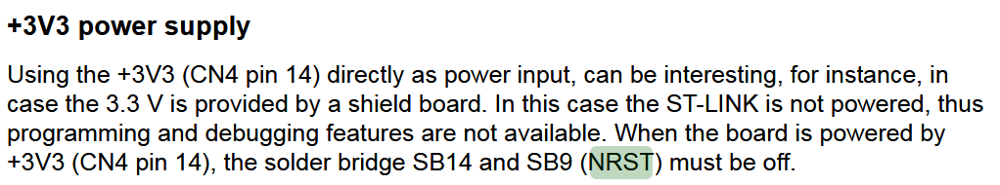 +3V3 power supply
Using the +3V3 (CN4 pin 14) directly as power input, can be interesting, for instance, in
case the 3.3 V is provided by a shield board. In this case the ST-LINK is not powered, thus
programming and debugging features are not available. When the board is powered by
+3V3 (CN4 pin 14), the solder bridge SB14 and SB9 (NRST) must be off.